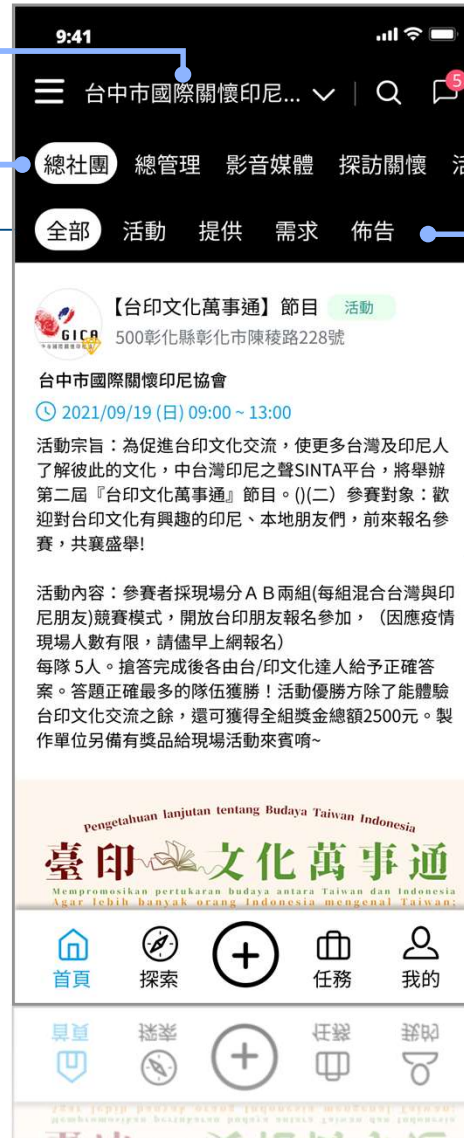 9:41
台中市國際關懷印尼...
5
總社團 總管理 影音媒體 探訪關懷 活
全部 活動 提供 需求 佈告
【台印文化萬事通】節目 活動
GICA
500彰化縣彰化市陳稜路228號
台中市國際關懷印尼協會
2021/09/19 (日) 09:00 ~ 13:00
活動宗旨：為促進台印文化交流，使更多台灣及印尼人
了解彼此的文化，中台灣印尼之聲SINTA平台，將舉辦
第二屆『台印文化萬事通』節目。()(二）參賽對象：歡
迎對台印文化有興趣的印尼、本地朋友們，前來報名參
賽，共襄盛舉!
活動內容：參賽者採現場分ＡＢ兩組(每組混合台灣與印
尼朋友)競賽模式，開放台印朋友報名參加，（因應疫情
現場人數有限，請儘早上網報名）
每隊 5人。搶答完成後各由台/印文化達人給予正確答
案。答題正確最多的隊伍獲勝！活動優勝方除了能體驗
台印文化交流之餘，還可獲得全組獎金總額2500元。製
作單位另備有獎品給現場活動來賓唷~
Pengetahuan lanjutan tentang Budaya Taiwan Indonesia
臺印文化萬事通
Mempromosikan pertukaran budaya antara Taiwan dan Indonesia
Agar lebih banyak orang Indonesia mengenal Taiwan;
首頁 探索 任務 我的